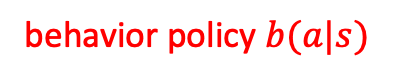 behavior policy 𝑏(𝑎|𝑠)